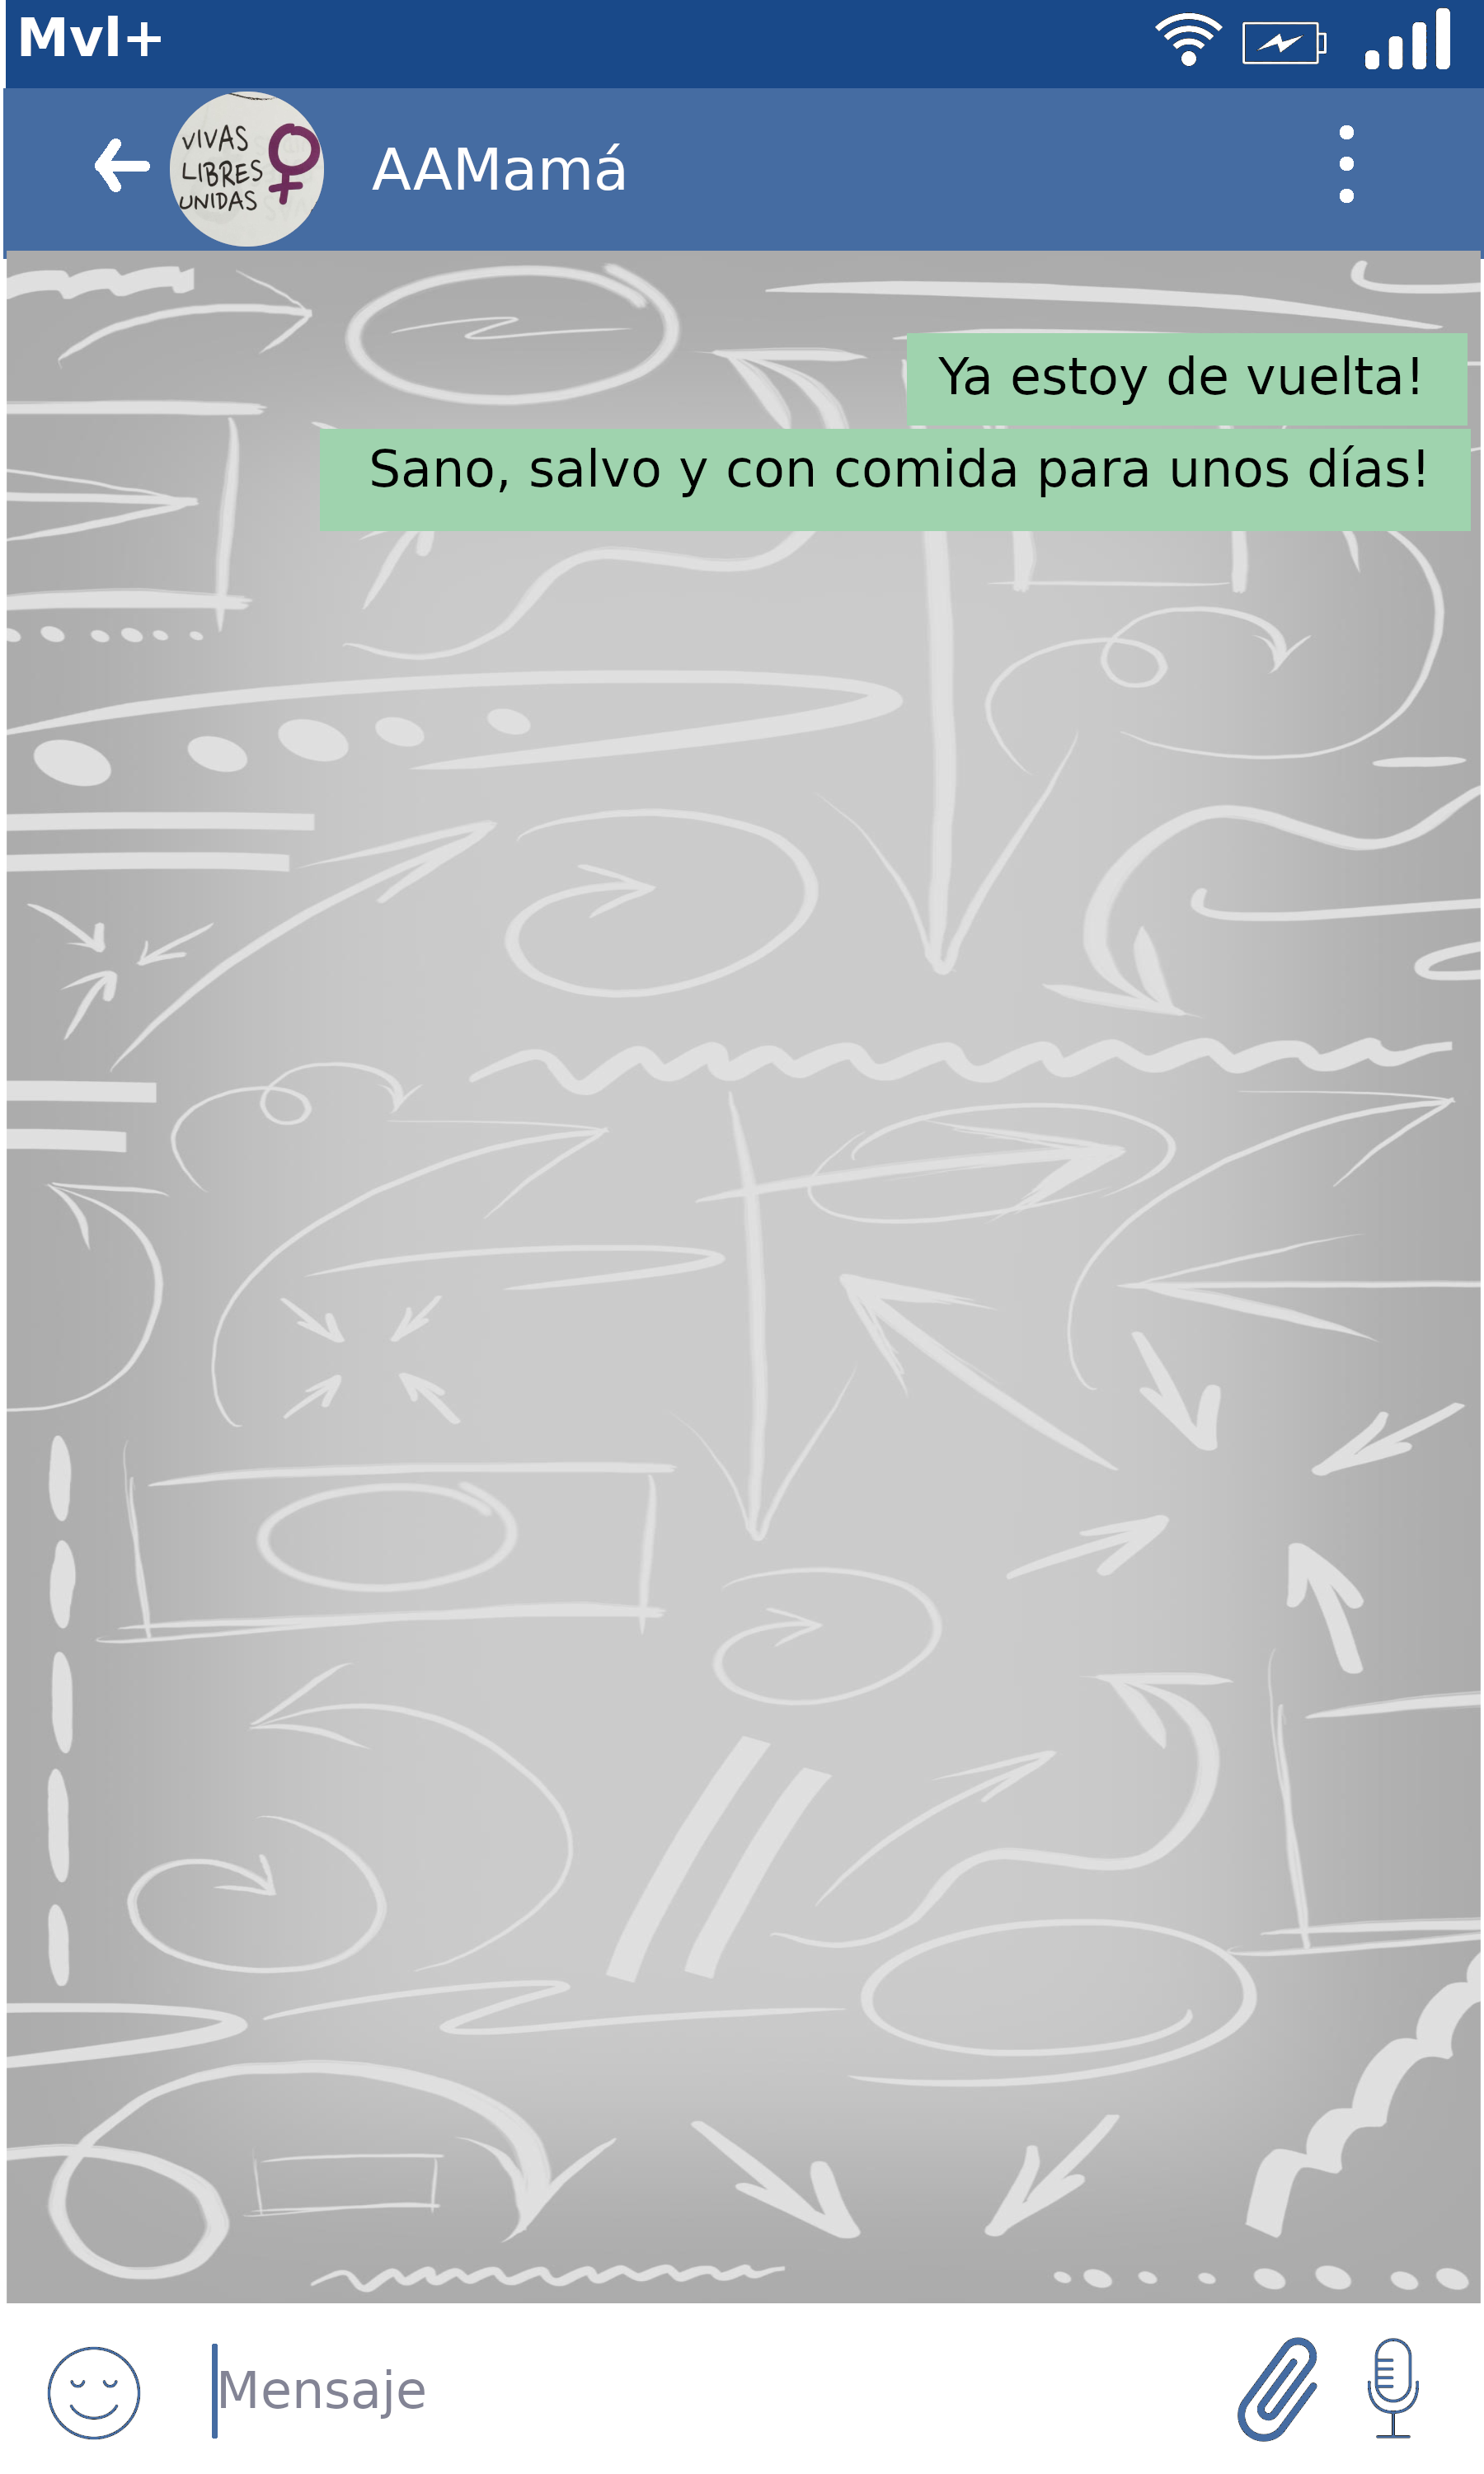 Mvl+
VIVAS
LIBRES
UNIDAS
AAMamá
Ya estoy de vuelta!
Sano, salvo y con comida para unos días!
Mensaje